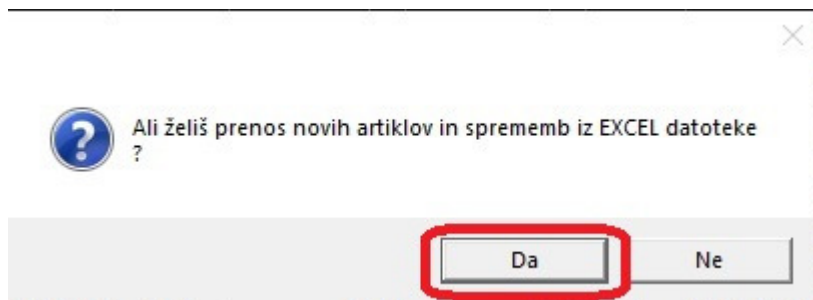 Ali želiš prenos novih artiklov in sprememb iz EXCEL datoteke
?
Da
Ne